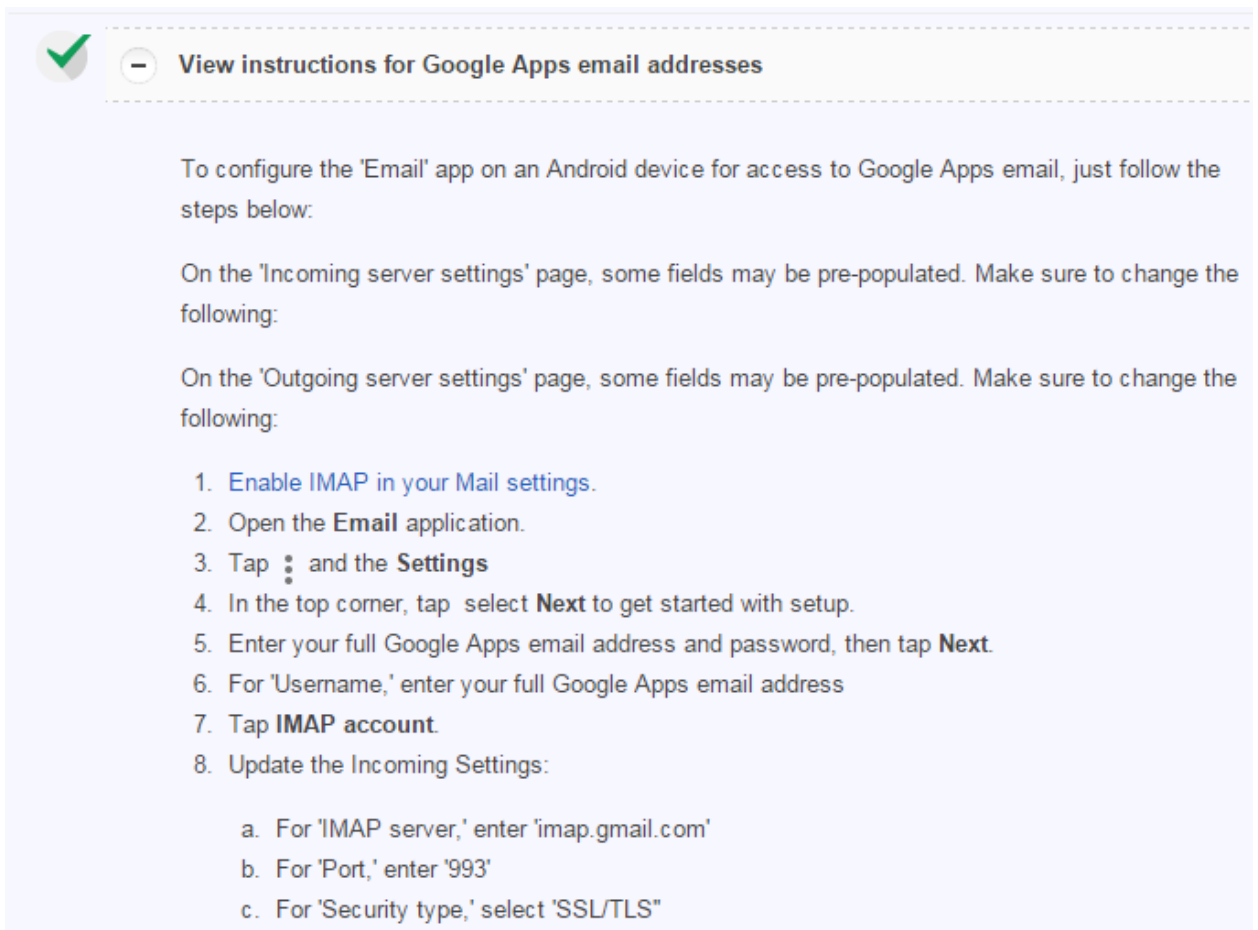 View instructions for Google Apps email addresses
To configure the 'Email' app on an Android device for access to Google Apps email, just follow the
steps below:
On the 'Incoming server settings' page, some fields may be pre-populated. Make sure to change the
following:
On the 'Outgoing server settings' page, some fields may be pre-populated. Make sure to change the
following:
1. Enable IMAP in your Mail settings.
2. Open the Email application.
3. Tap ⋮ and the Settings
4. In the top corner, tap  select Next to get started with setup.
5. Enter your full Google Apps email address and password, then tap Next.
6. For 'Username,' enter your full Google Apps email address
7. Tap IMAP account.
8. Update the Incoming Settings:
a. For 'IMAP server,' enter 'imap.gmail.com'
b. For 'Port,' enter '993'
c. For 'Security type,' select 'SSL/TLS"